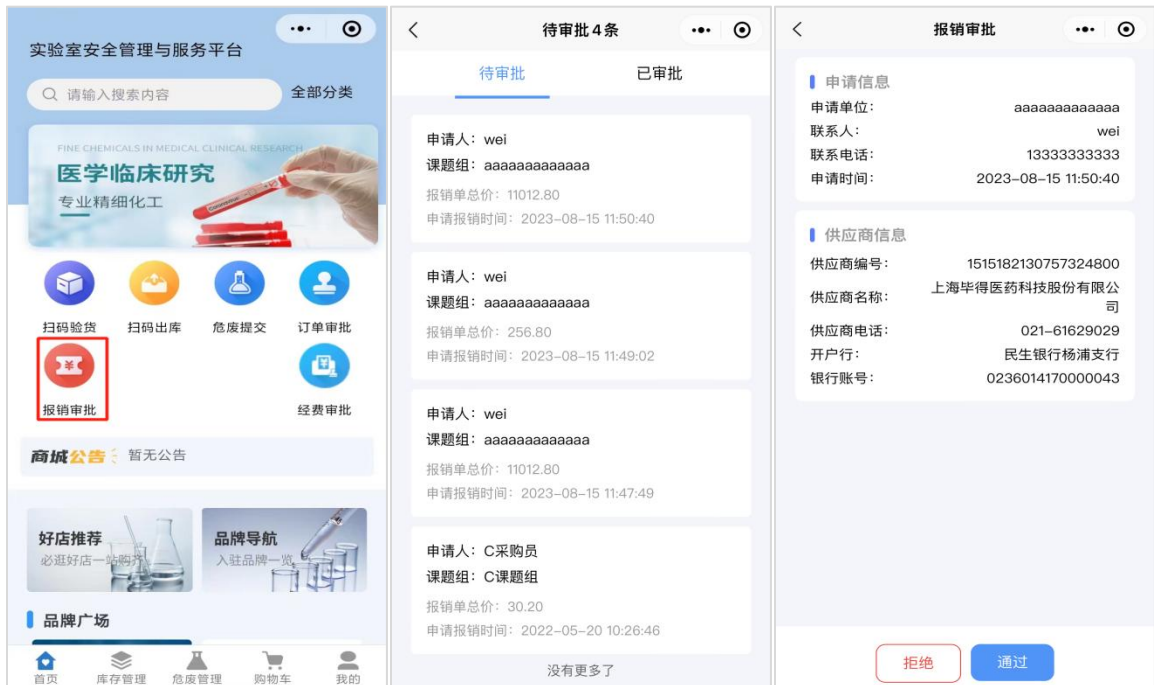 实验室安全管理与服务平台
请输入搜索内容
全部分类
FINE CHEMICALS IN MEDICAL CLINICAL RESEARCH
医学临床研究
专业精细化工
扫码验货
扫码出库
危废提交
订单审批
报销审批
经费审批
商城公告
暂无公告
好店推荐
必逛好店一站购齐
品牌导航
入驻品牌一览
品牌广场
首页
库存管理
危废管理
购物车
我的
待审批4条
待审批
已审批
申请人：wei
课题组：aaaaaaaaaaaaa
报销单总价：11012.80
申请报销时间：2023-08-15 11:50:40
申请人：wei
课题组：aaaaaaaaaaaaa
报销单总价：256.80
申请报销时间：2023-08-15 11:49:02
申请人：wei
课题组：aaaaaaaaaaaaa
报销单总价：11012.80
申请报销时间：2023-08-15 11:47:49
申请人：C采购员
课题组：C课题组
报销单总价：30.20
申请报销时间：2022-05-20 10:26:46
没有更多了
报销审批
申请信息
申请单位： aaaaaaaaaaaaa
联系人： wei
联系电话： 13333333333
申请时间： 2023-08-15 11:50:40
供应商信息
供应商编号： 1515182130757324800
供应商名称： 上海毕得医药科技股份有限公
司
供应商电话： 021-61629029
开户行： 民生银行杨浦支行
银行账号： 0236014170000043
拒绝
通过